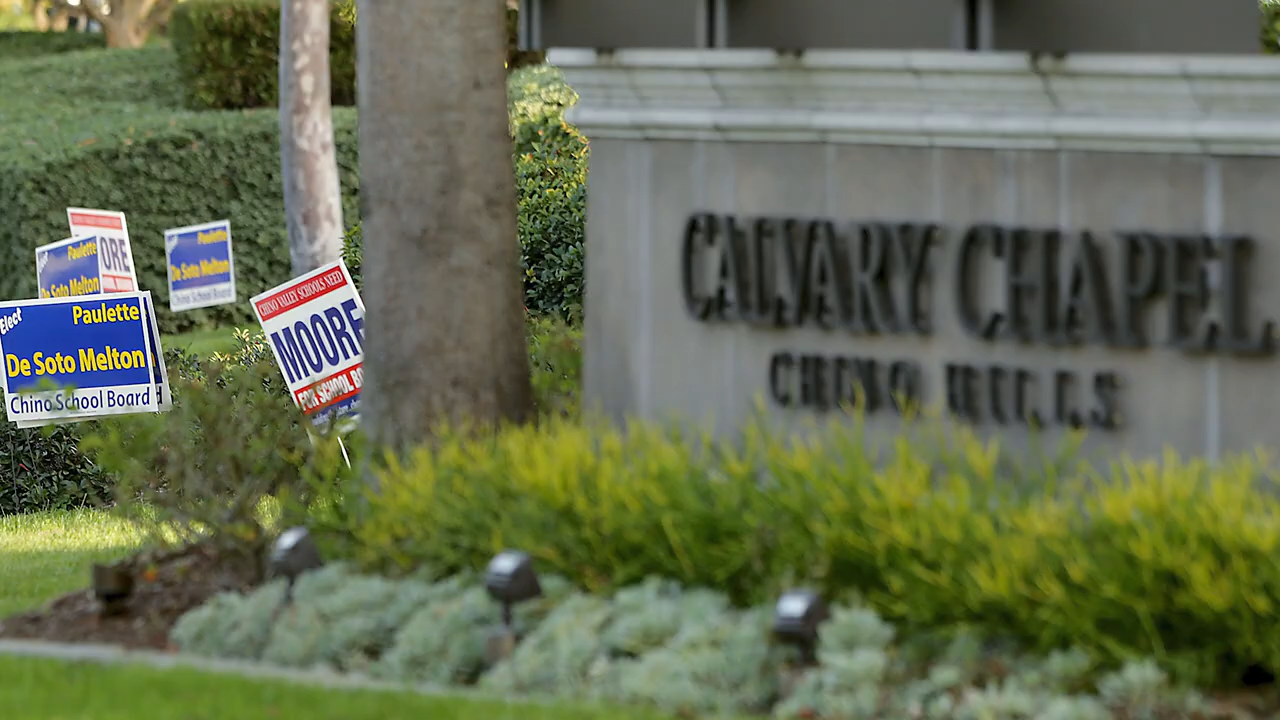 ORE
Paulette
De Soto Melton
Paulette
De Soto Melton
Chino School Board
Elect
Paulette
De Soto Melton
Chino School Board
CHINO VALLEY SCHOOLS NEED
MOORE
FOR SCHOOL BO
CALVARY CHAPEL
CHINO HILLS